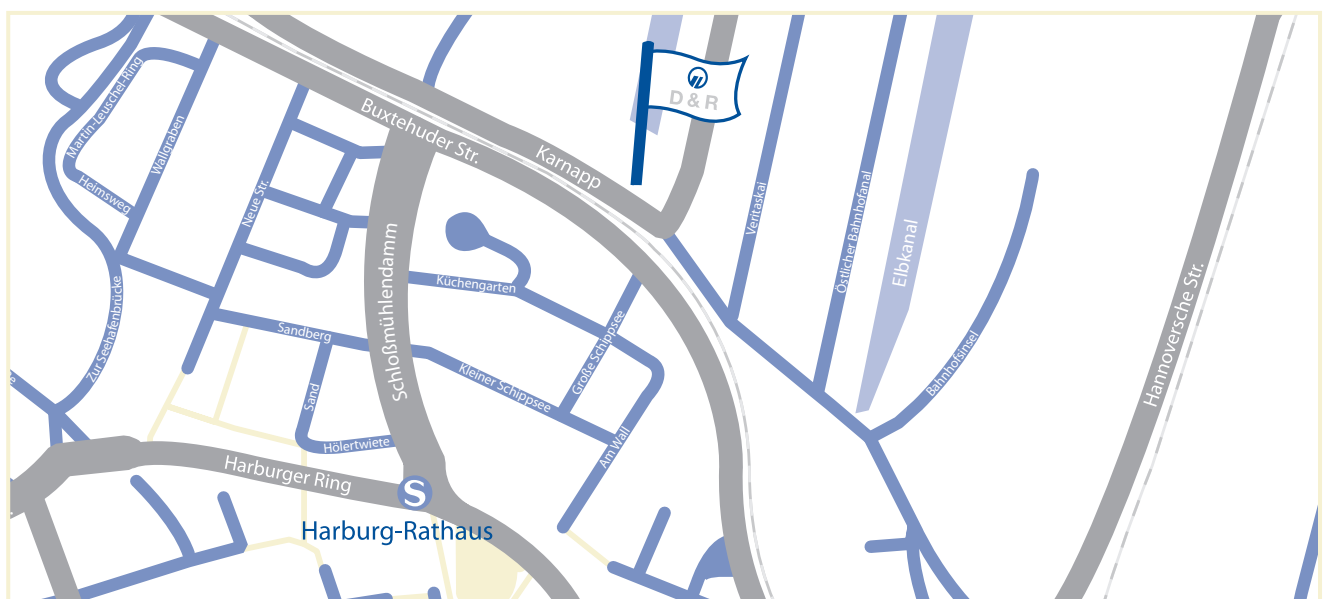 D & R
Buxtehuder Str.
Karnapp
Martin-Leuschel-Ring
Wallgraben
Heimsweg
Neue Str.
Veritaskai
Östlicher Bahnhofanal
Elbkanal
Schloßmühlendamm
Küchengarten
Zur Seehafenbrücke
Sandberg
Große Schippsee
Hannoversche Str.
Kleiner Schippsee
Bahnhofsinsel
Sand
Hölertwiete
Am Wall
Harburger Ring
S
Harburg-Rathaus